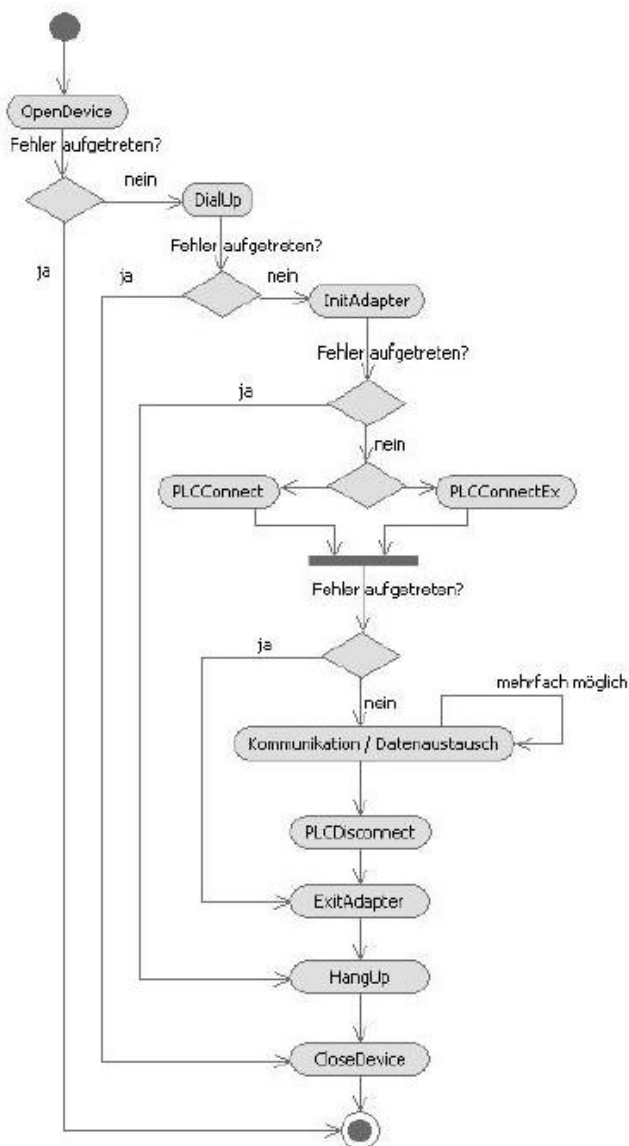 OpenDevice
Fehler aufgetreten?
nein
DialUp
ja
Fehler aufgetreten?
ja
nein
InitAdapter
Fehler aufgetreten?
ja
nein
PLCConnect
PLCConnectEx
Fehler aufgetreten?
ja
nein
mehrfach möglich
Kommunikation / Datenaustausch
PLCDisconnect
ExitAdapter
HangUp
CloseDevice